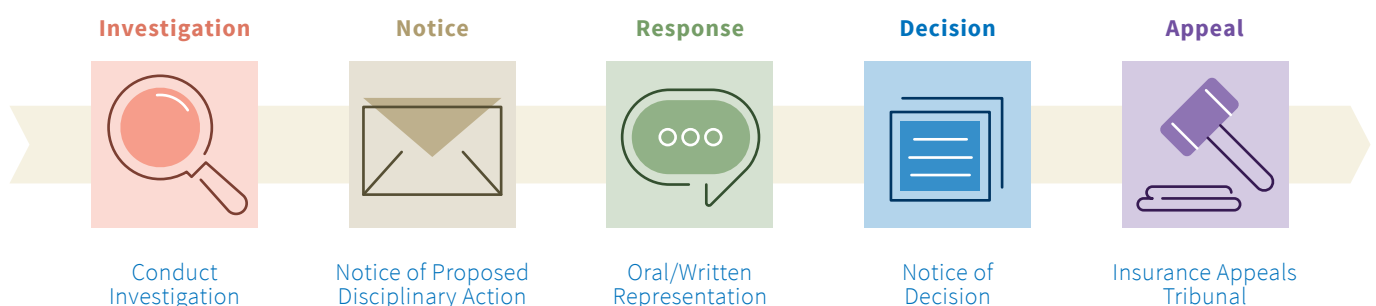 Investigation
Notice
Response
Decision
Appeal
Conduct
Investigation
Notice of Proposed
Disciplinary Action
Oral/Written
Representation
Notice of
Decision
Insurance Appeals
Tribunal